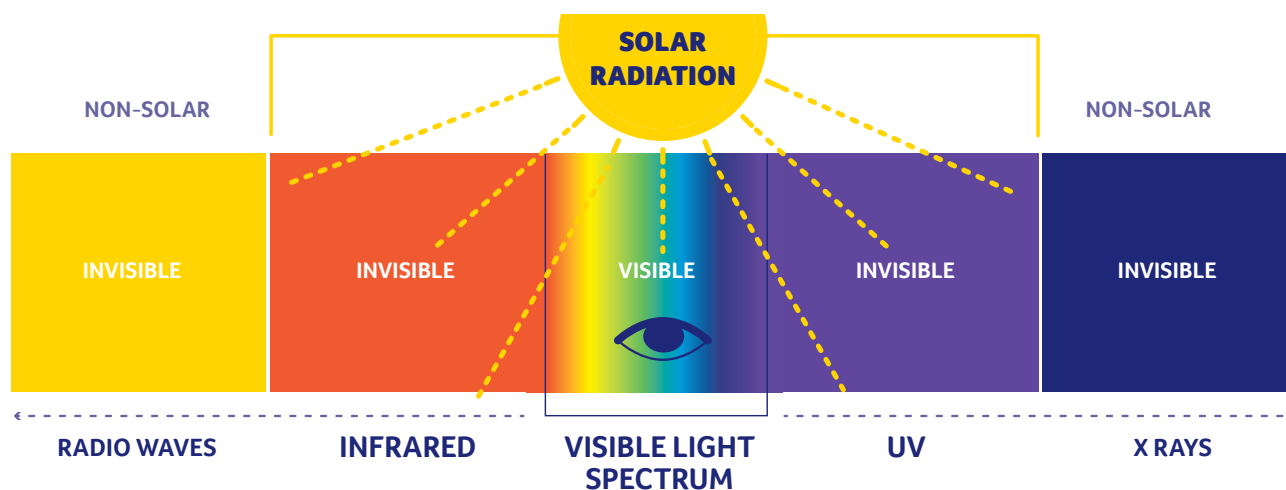 SOLAR
RADIATION
NON-SOLAR
NON-SOLAR
INVISIBLE
INVISIBLE
VISIBLE
INVISIBLE
INVISIBLE
RADIO WAVES
INFRARED
VISIBLE LIGHT
SPECTRUM
UV
X RAYS